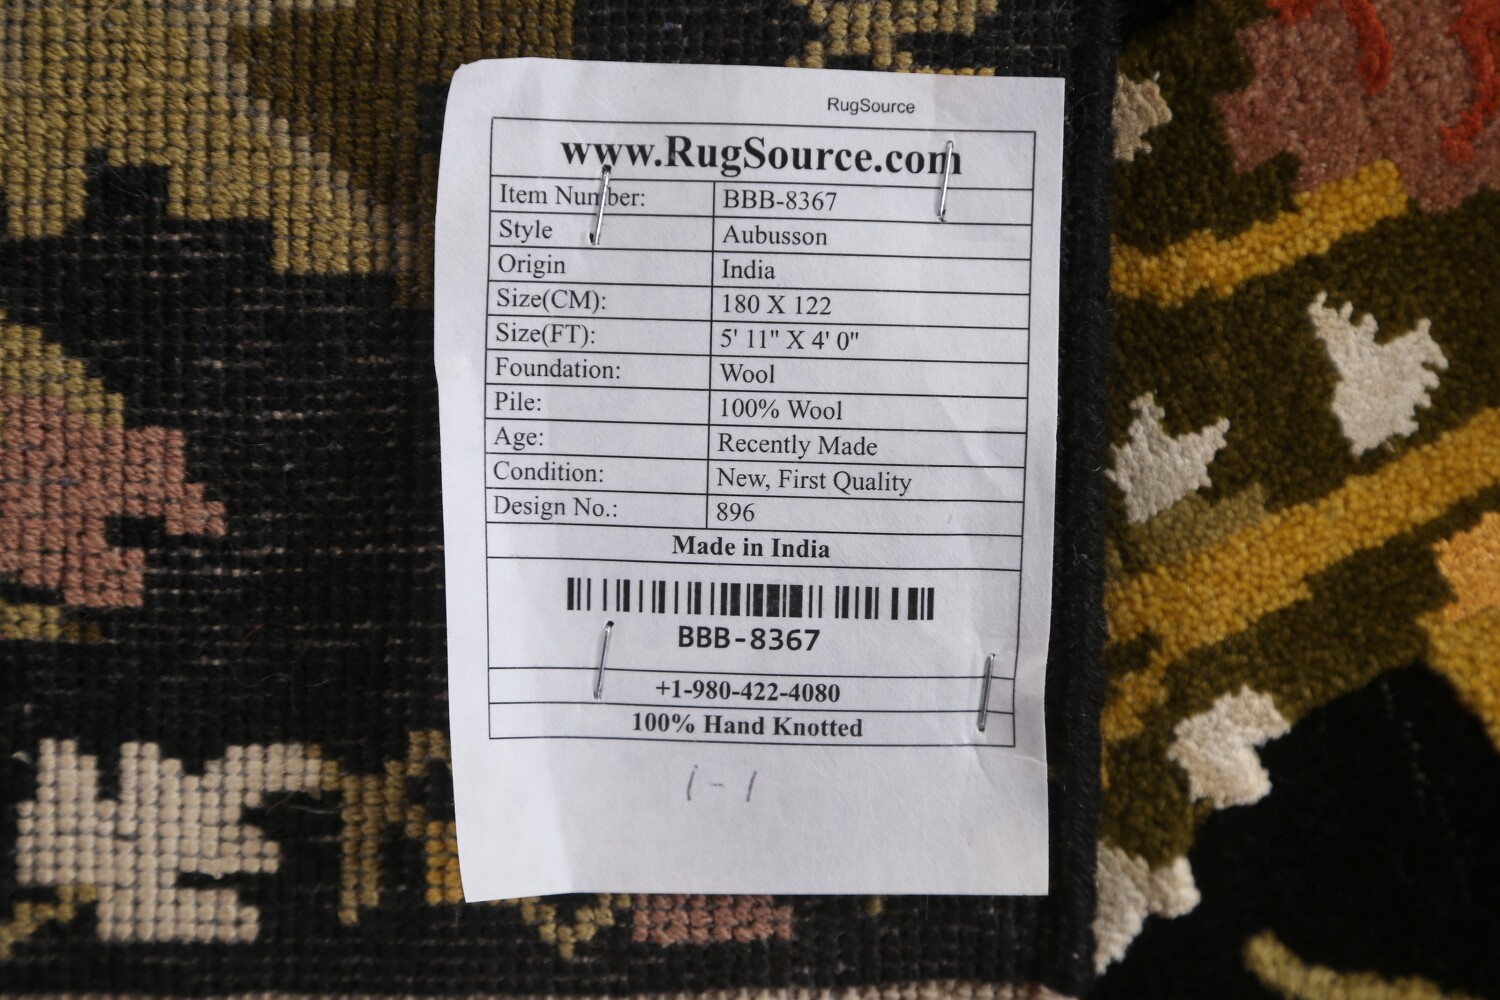 RugSource
www.RugSource.com
Item Number: BBB-8367
Style Aubusson
Origin India
Size(CM): 180 X 122
Size(FT): 5' 11" X 4' 0"
Foundation: Wool
Pile: 100% Wool
Age: Recently Made
Condition: New, First Quality
Design No.: 896
Made in India
BBB-8367
+1-980-422-4080
100% Hand Knotted
1-1